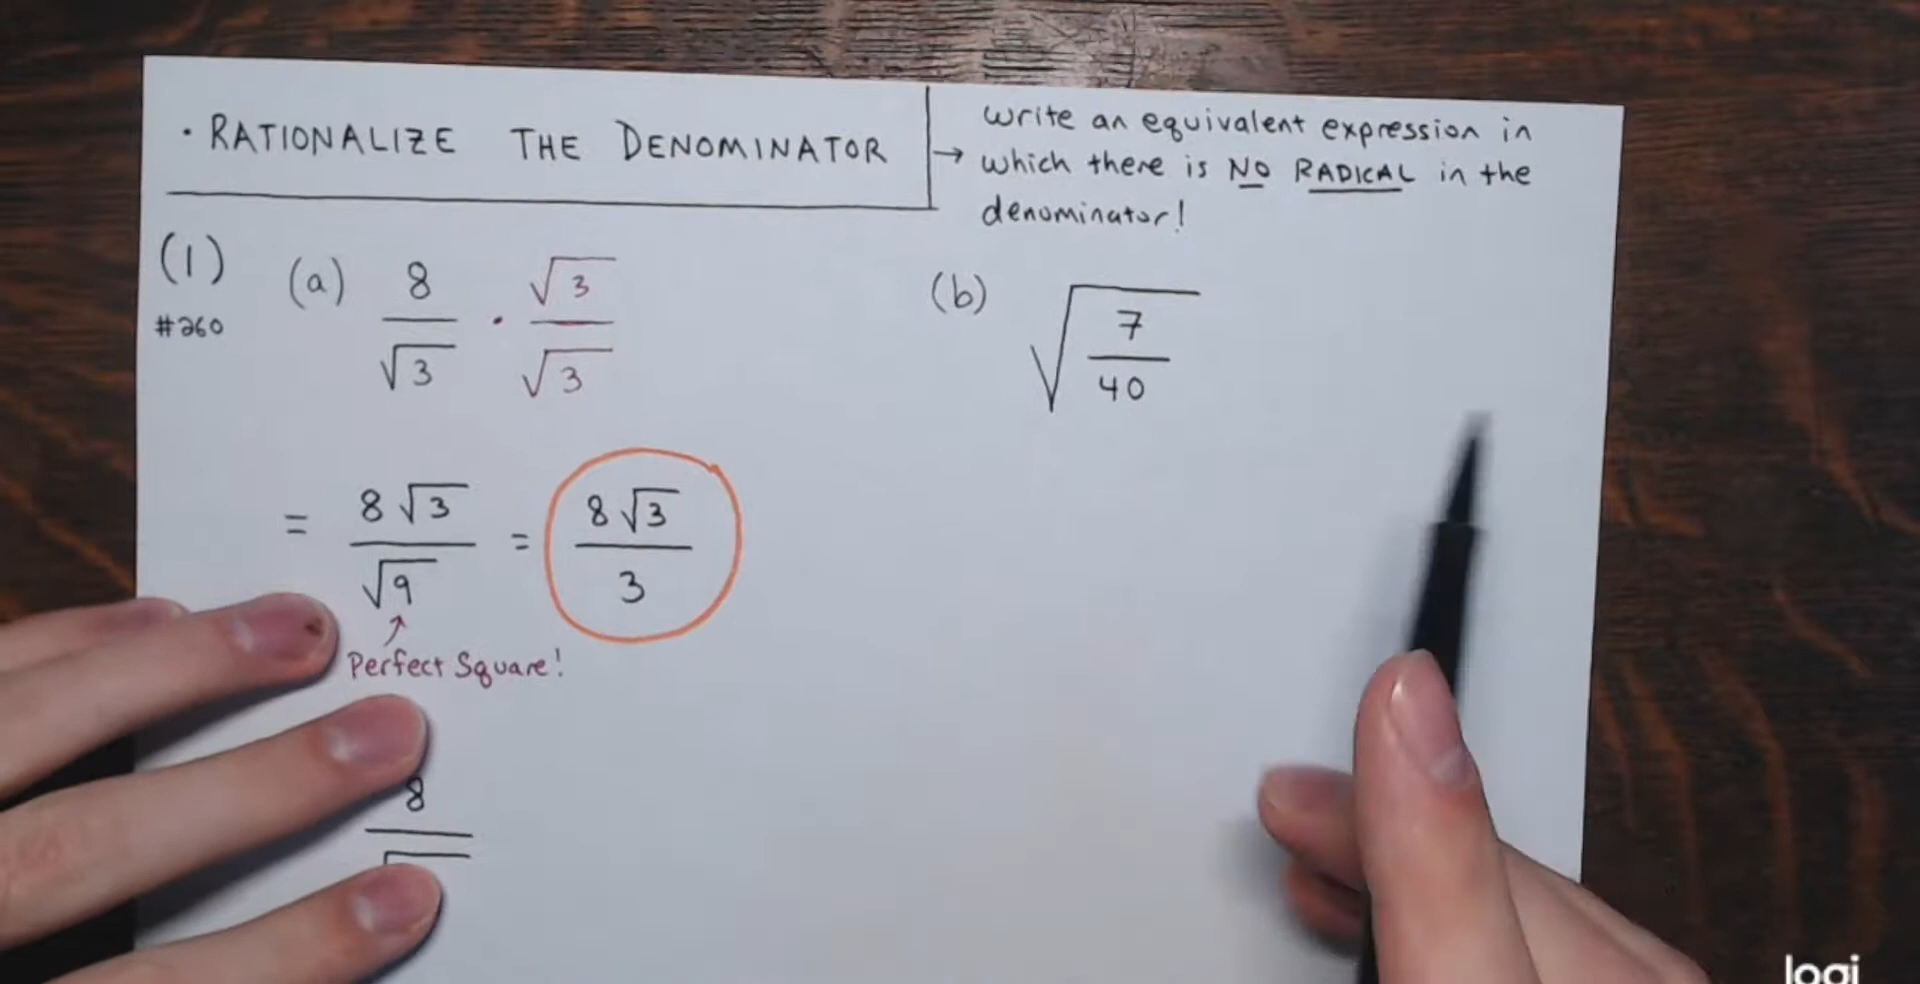 · RATIONALIZE THE DENOMINATOR
→ write an equivalent expression in
which there is NO RADICAL in the
denominator!
(1)
#260
(a) 8/√3 · √3/√3
= 8√3/√9 = 8√3/3
↑
Perfect Square!
8/√
(b) √(7/40)
logi